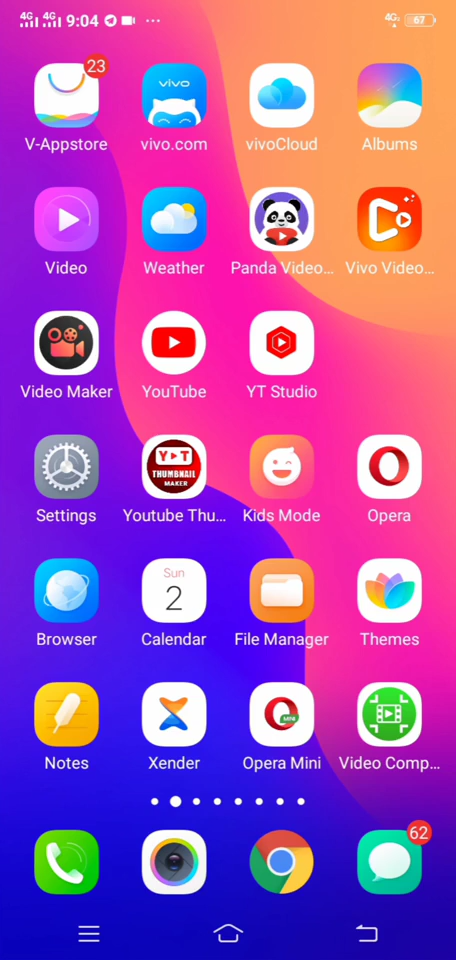 4G 4G 9:04 ... 4G 67
23
vivo
V-Appstore vivo.com vivoCloud Albums
Video Weather Panda Video... Vivo Video...
Video Maker YouTube YT Studio
Y T
THUMBNAIL
MAKER
Settings Youtube Thu... Kids Mode Opera
Sun
2
Browser Calendar File Manager Themes
MINI
Notes Xender Opera Mini Video Comp...
62